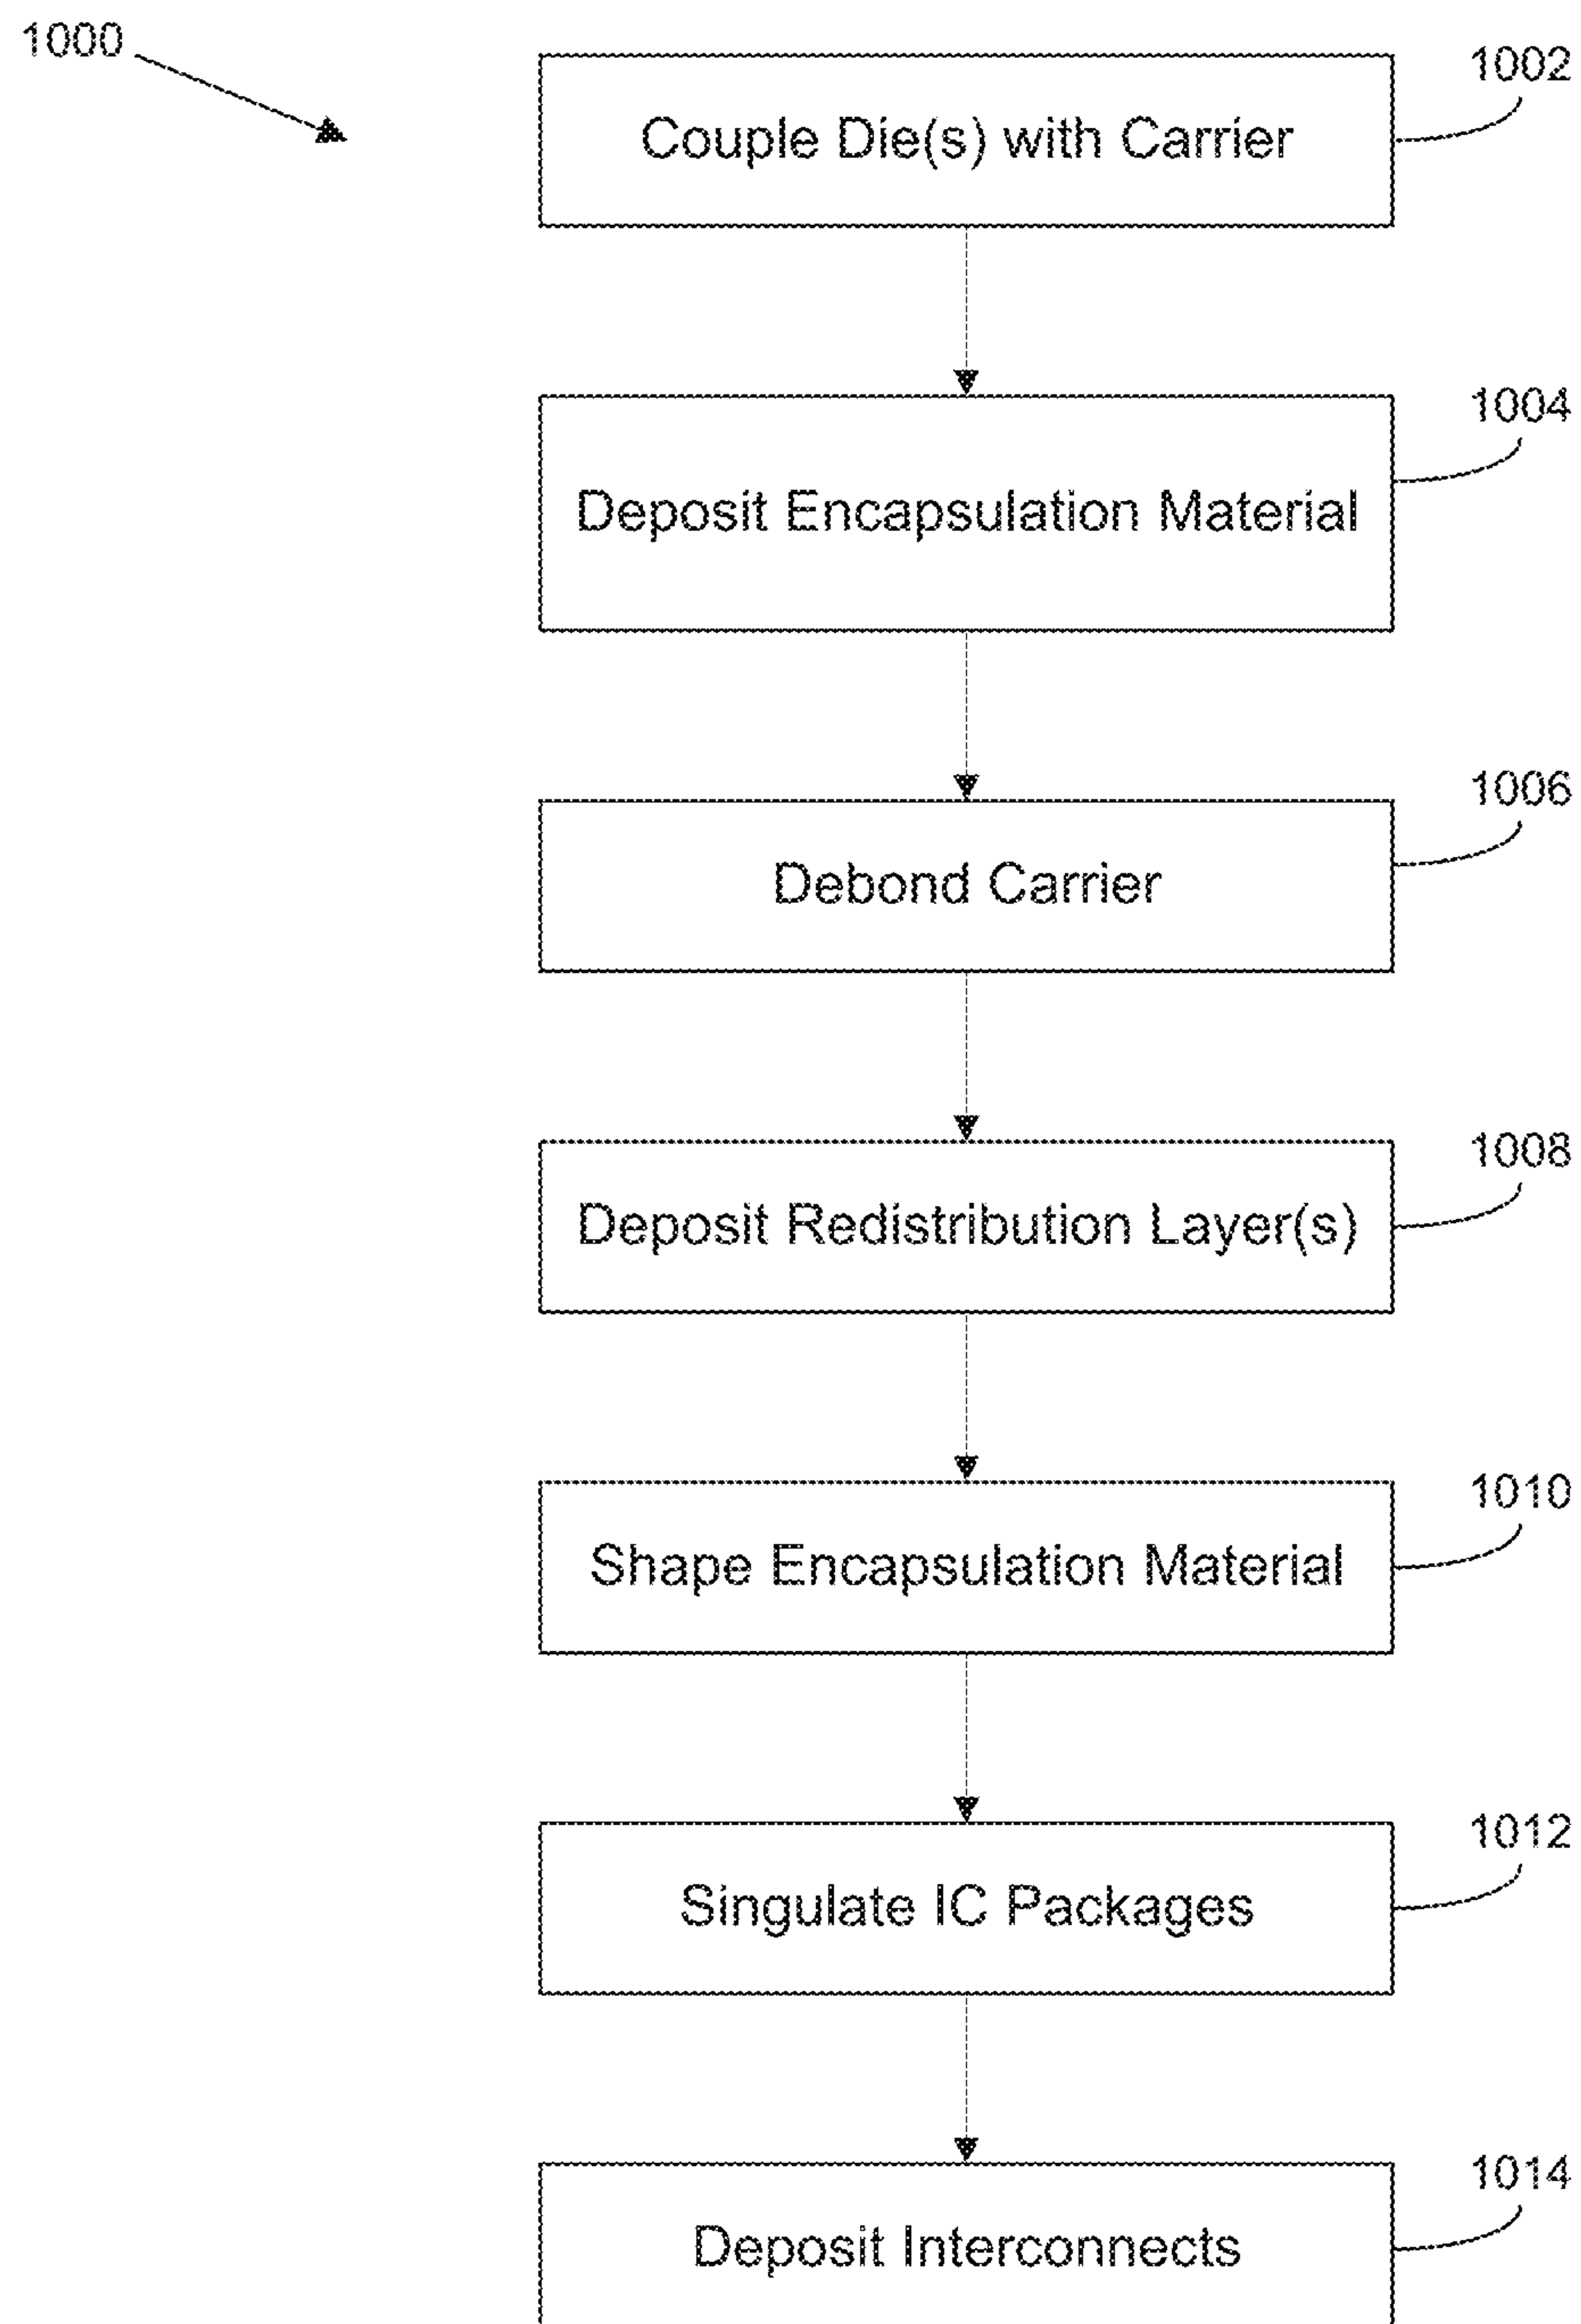 1000
1002
Couple Die(s) with Carrier
1004
Deposit Encapsulation Material
1006
Debond Carrier
1008
Deposit Redistribution Layer(s)
1010
Shape Encapsulation Material
1012
Singulate IC Packages
1014
Deposit Interconnects